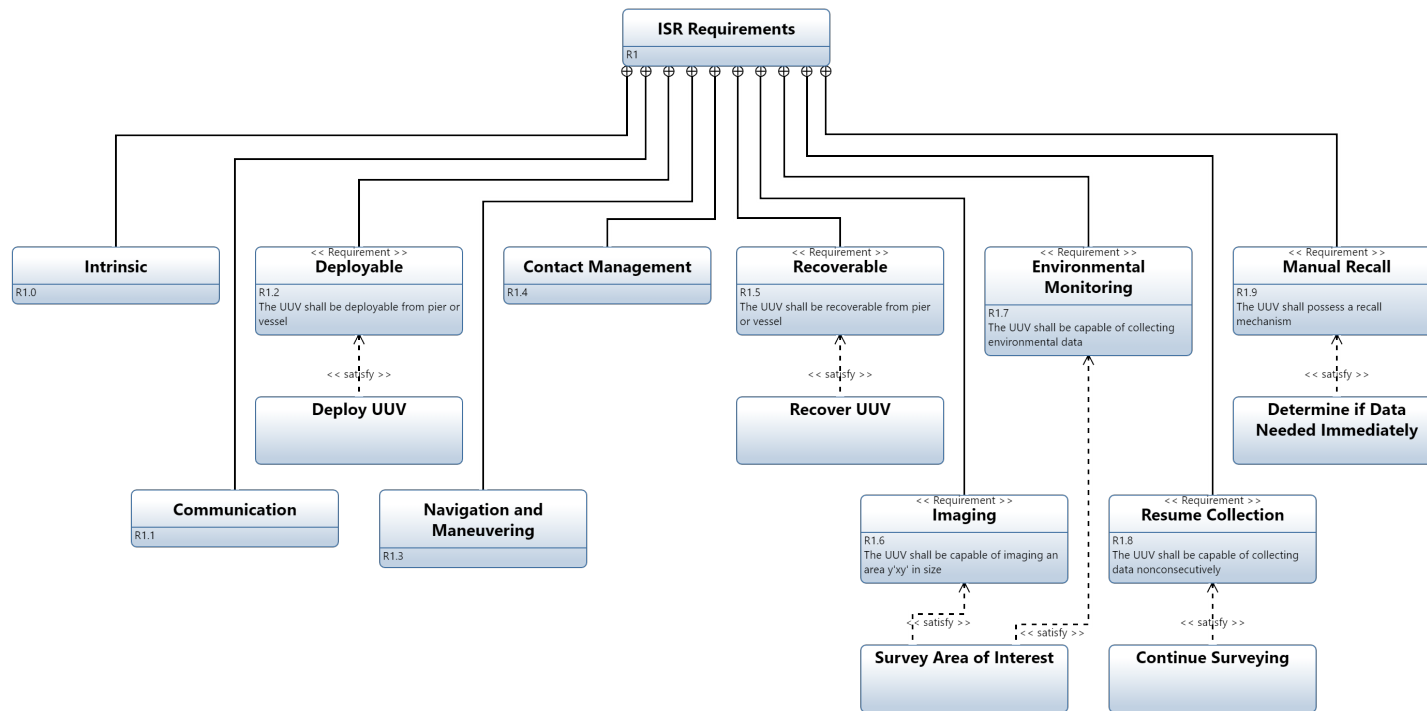 ISR Requirements
R1
<< Requirement >>
<< Requirement >>
<< Requirement >>
<< Requirement >>
Intrinsic
R1.0
Deployable
R1.2
The UUV shall be deployable from pier or
vessel
Contact Management
R1.4
Recoverable
R1.5
The UUV shall be recoverable from pier
or vessel
Environmental
Monitoring
R1.7
The UUV shall be capable of collecting
environmental data
Manual Recall
R1.9
The UUV shall possess a recall
mechanism
<< satisfy >>
<< satisfy >>
<< satisfy >>
Deploy UUV
Recover UUV
Determine if Data
Needed Immediately
Communication
R1.1
Navigation and
Maneuvering
R1.3
<< Requirement >>
Imaging
R1.6
The UUV shall be capable of imaging an
area y'xy' in size
<< Requirement >>
Resume Collection
R1.8
The UUV shall be capable of collecting
data nonconsecutively
<< satisfy >>
<< satisfy >>
<< satisfy >>
Survey Area of Interest
Continue Surveying